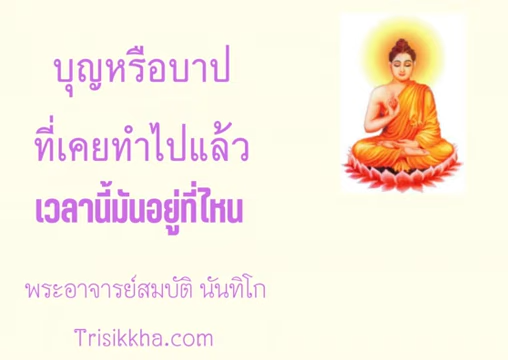 บุญหรือบาป
ที่เคยทำไปแล้ว
เวลานี้มันอยู่ที่ไหน
พระอาจารย์สมบัติ นันทิโก
Trisikkha.com